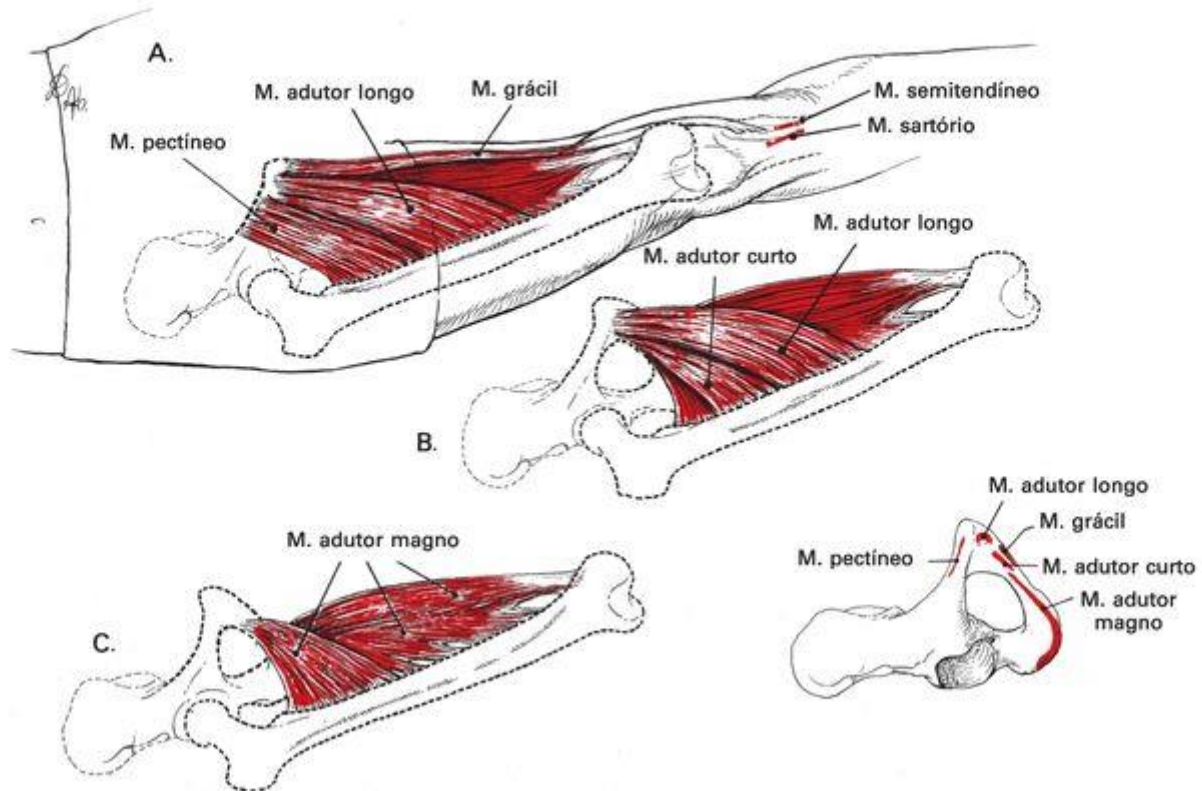 A.
M. adutor longo
M. grácil
M. semitendíneo
M. sartório
M. pectíneo
M. adutor longo
M. adutor curto
B.
M. adutor longo
M. grácil
M. pectíneo
M. adutor curto
M. adutor
magno
M. adutor magno
C.